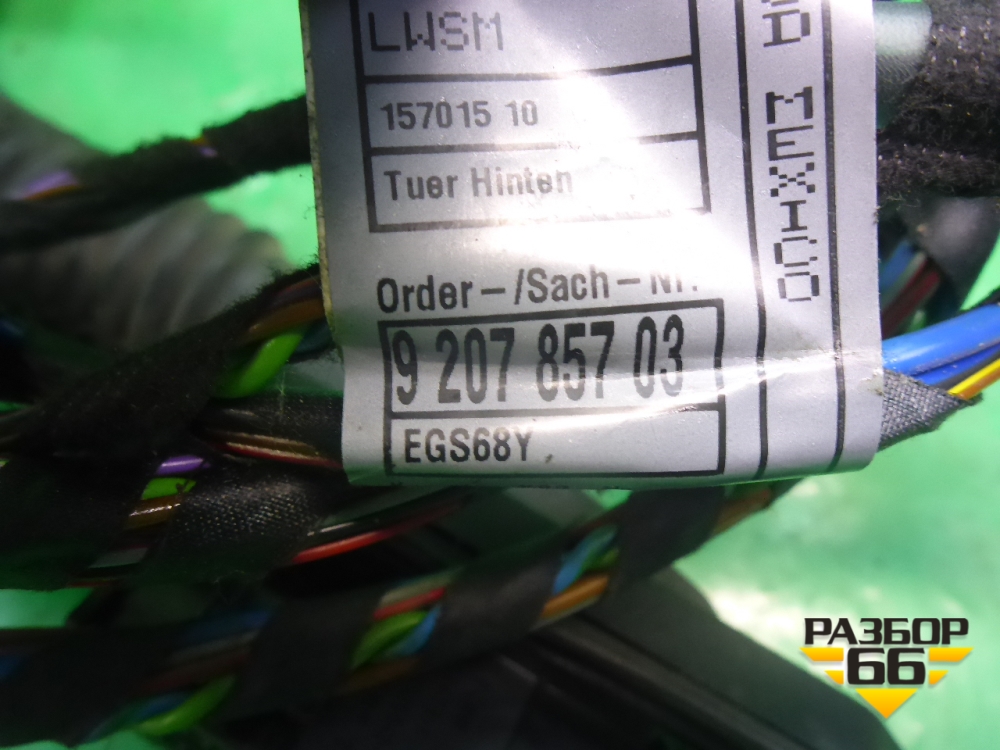 LWSM
157015 10
Tuer Hinten
Order-/Sach-Nr.
9 207 857 03
EGS68Y
D MEXICO
РАЗБОР
66